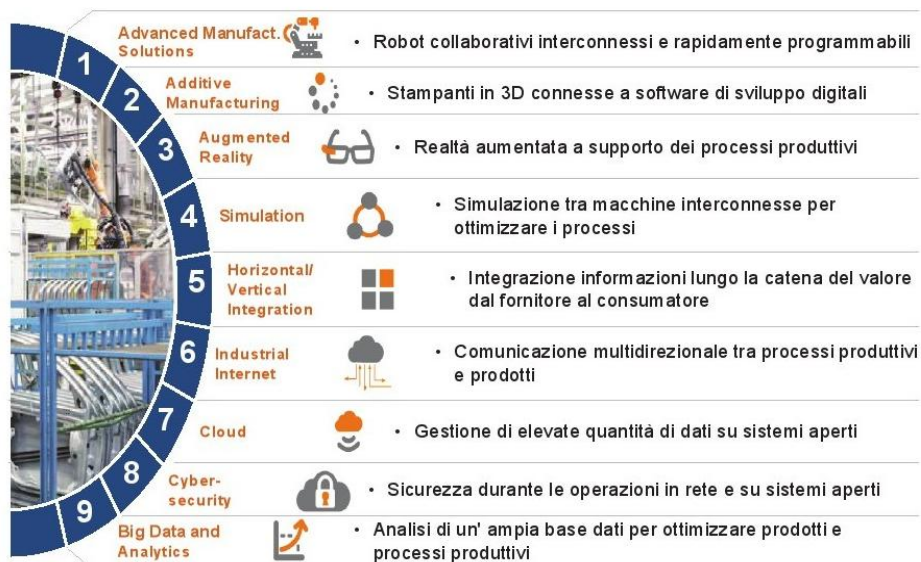 1
Advanced Manufact.
Solutions
• Robot collaborativi interconnessi e rapidamente programmabili
2
Additive
Manufacturing
• Stampanti in 3D connesse a software di sviluppo digitali
3
Augmented
Reality
• Realtà aumentata a supporto dei processi produttivi
4
Simulation
• Simulazione tra macchine interconnesse per
ottimizzare i processi
5
Horizontal/
Vertical
Integration
• Integrazione informazioni lungo la catena del valore
dal fornitore al consumatore
6
Industrial
Internet
• Comunicazione multidirezionale tra processi produttivi
e prodotti
7
Cloud
• Gestione di elevate quantità di dati su sistemi aperti
8
Cyber-
security
• Sicurezza durante le operazioni in rete e su sistemi aperti
9
Big Data and
Analytics
• Analisi di un' ampia base dati per ottimizzare prodotti e
processi produttivi